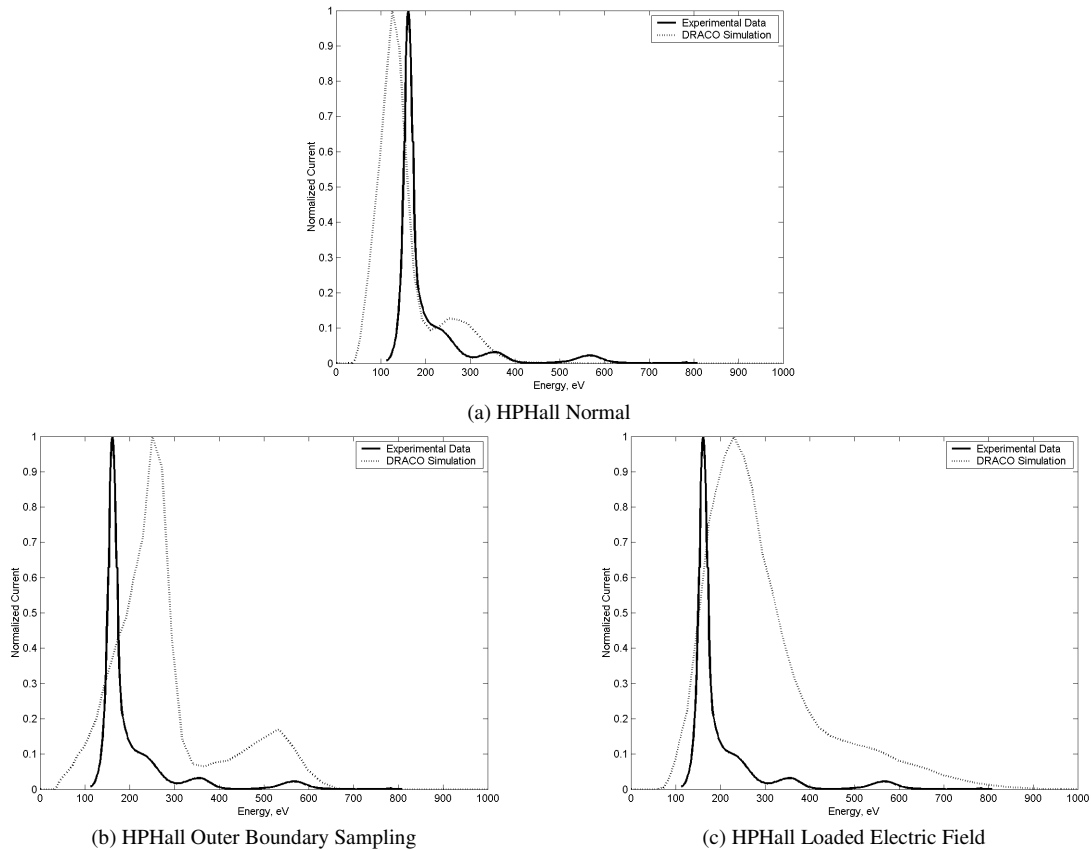 Experimental Data
DRACO Simulation
Normalized Current
1
0.9
0.8
0.7
0.6
0.5
0.4
0.3
0.2
0.1
0
0 100 200 300 400 500 600 700 800 900 1000
Energy, eV
(a) HPHall Normal
Experimental Data
DRACO Simulation
Normalized Current
1
0.9
0.8
0.7
0.6
0.5
0.4
0.3
0.2
0.1
0
0 100 200 300 400 500 600 700 800 900 1000
Energy, eV
(b) HPHall Outer Boundary Sampling
Experimental Data
DRACO Simulation
Normalized Current
1
0.9
0.8
0.7
0.6
0.5
0.4
0.3
0.2
0.1
0
0 100 200 300 400 500 600 700 800 900 1000
Energy, eV
(c) HPHall Loaded Electric Field